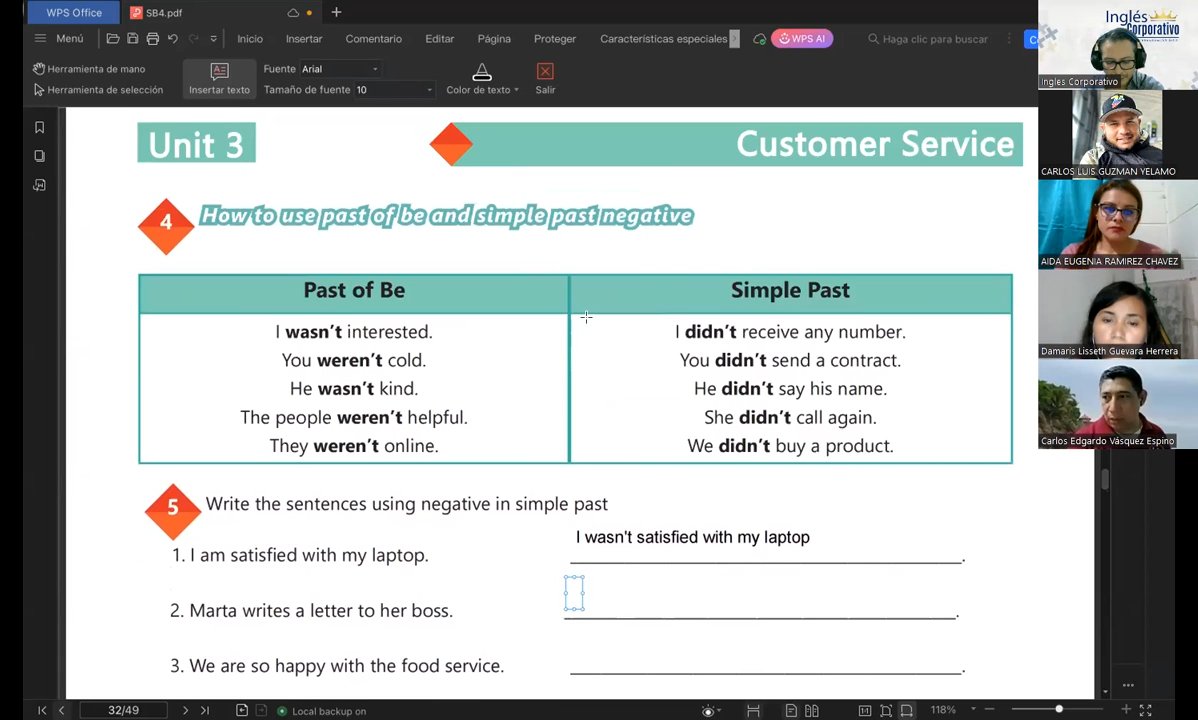 WPS Office
SB4.pdf
Menú
Inicio
Insertar
Comentario
Editar
Página
Proteger
Características especiales
WPS AI
Haga clic para buscar
Herramienta de mano
Herramienta de selección
Insertar texto
Fuente Arial
Tamaño de fuente 10
Color de texto
Salir
Inglés
Corporativo
Ingles Corporativo
CARLOS LUIS GUZMAN YELAMO
AIDA EUGENIA RAMIREZ CHAVEZ
Damaris Lisseth Guevara Herrera
Carlos Edgardo Vásquez Espino
Unit 3
Customer Service
4 How to use past of be and simple past negative
Past of Be
I wasn't interested.
You weren't cold.
He wasn't kind.
The people weren't helpful.
They weren't online.
Simple Past
I didn't receive any number.
You didn't send a contract.
He didn't say his name.
She didn't call again.
We didn't buy a product.
5 Write the sentences using negative in simple past
1. I am satisfied with my laptop. I wasn't satisfied with my laptop.
2. Marta writes a letter to her boss.
3. We are so happy with the food service.
32/49
Local backup on
118%